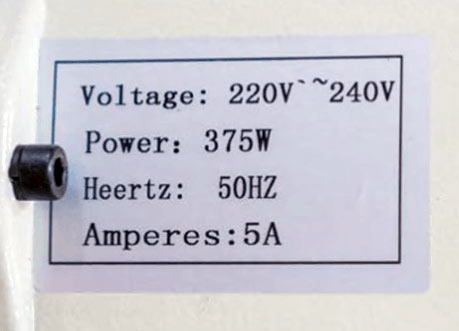 Voltage: 220V`~240V
Power: 375W
Heertz: 50HZ
Amperes:5A